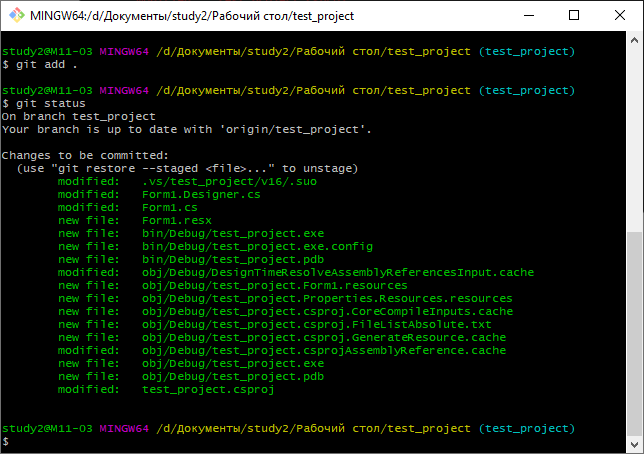 MINGW64:/d/Документы/study2/Рабочий стол/test_project
study2@M11-03 MINGW64 /d/Документы/study2/Рабочий стол/test_project (test_project)
$ git add .
study2@M11-03 MINGW64 /d/Документы/study2/Рабочий стол/test_project (test_project)
$ git status
On branch test_project
Your branch is up to date with 'origin/test_project'.
Changes to be committed:
(use "git restore --staged <file>..." to unstage)
modified: .vs/test_project/v16/.suo
modified: Form1.Designer.cs
modified: Form1.cs
new file: Form1.resx
new file: bin/Debug/test_project.exe
new file: bin/Debug/test_project.exe.config
new file: bin/Debug/test_project.pdb
modified: obj/Debug/DesignTimeResolveAssemblyReferencesInput.cache
new file: obj/Debug/test_project.Form1.resources
new file: obj/Debug/test_project.Properties.Resources.resources
new file: obj/Debug/test_project.csproj.CoreCompileInputs.cache
new file: obj/Debug/test_project.csproj.FileListAbsolute.txt
new file: obj/Debug/test_project.csproj.GenerateResource.cache
modified: obj/Debug/test_project.csprojAssemblyReference.cache
new file: obj/Debug/test_project.exe
new file: obj/Debug/test_project.pdb
modified: test_project.csproj
study2@M11-03 MINGW64 /d/Документы/study2/Рабочий стол/test_project (test_project)
$